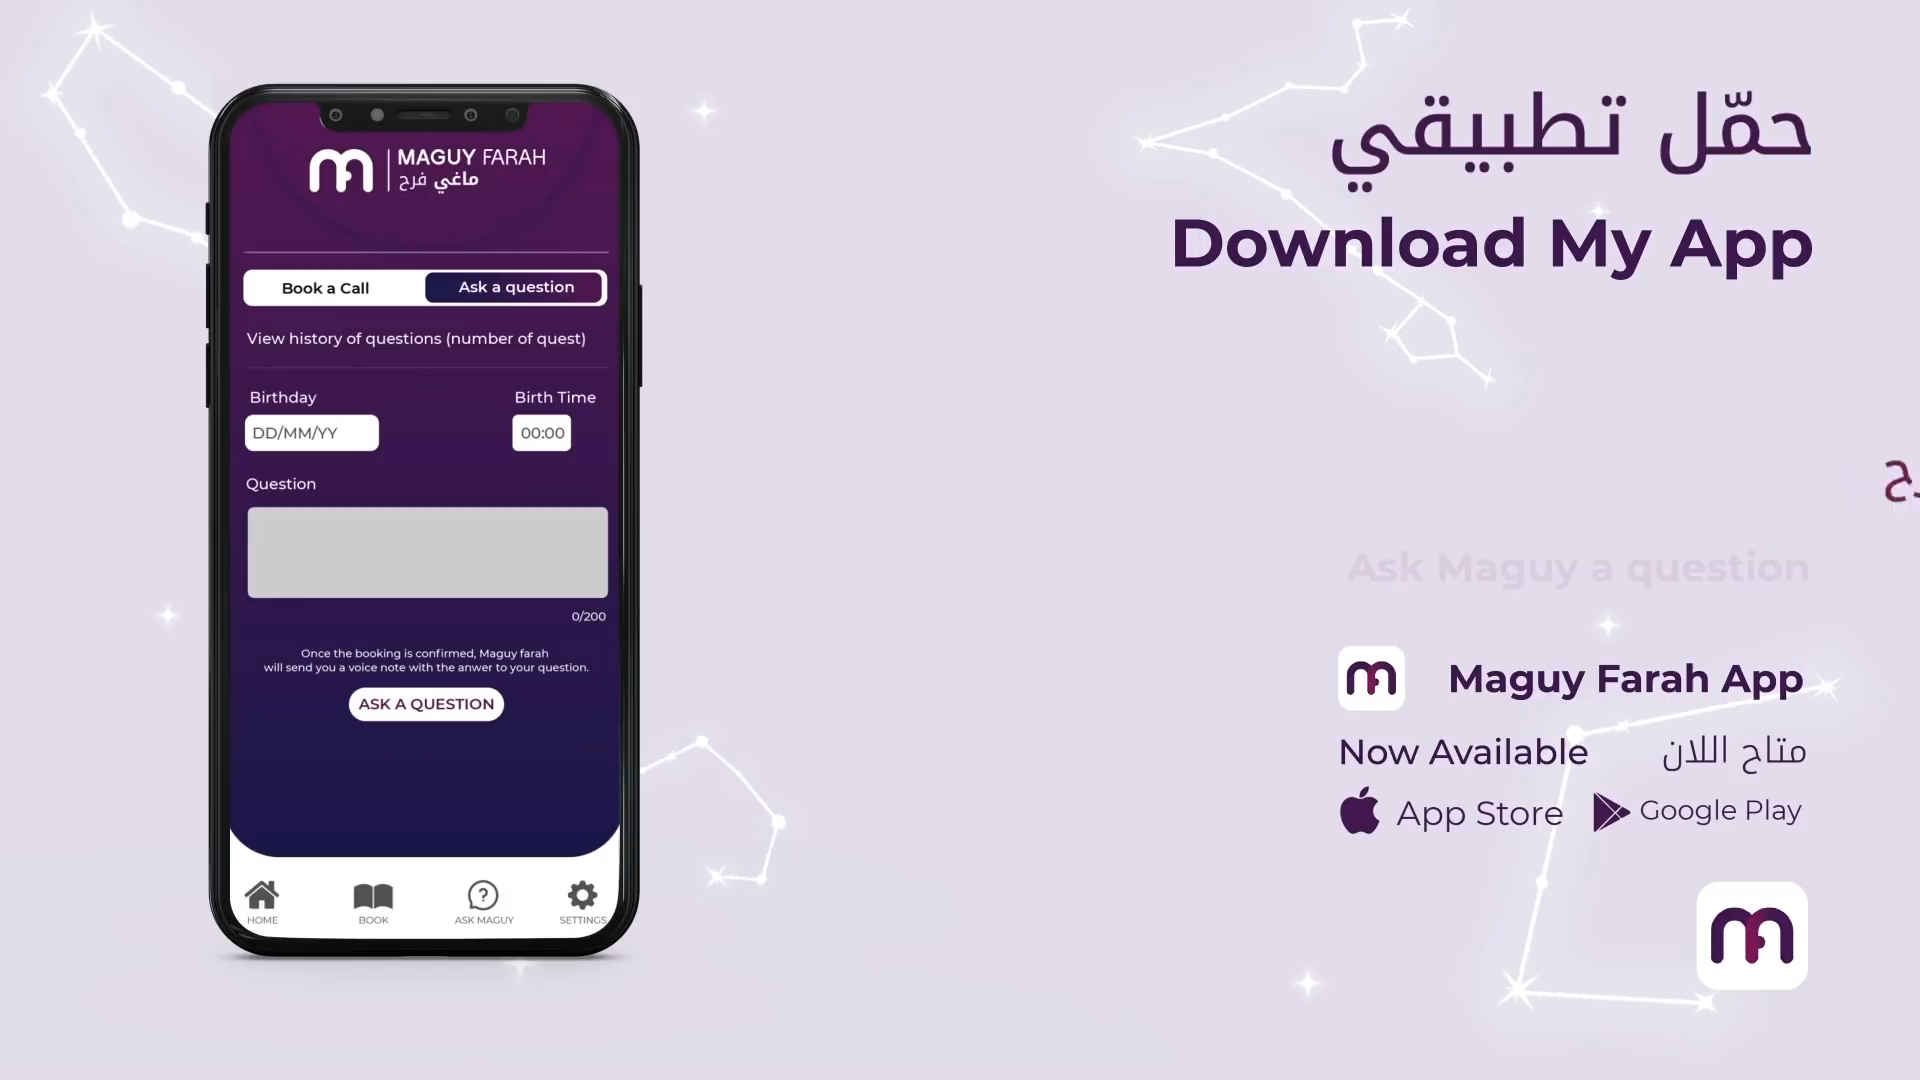 MAGUY FARAH
ماغي فرح
Book a Call
Ask a question
View history of questions (number of quest)
Birthday
Birth Time
DD/MM/YY
00:00
Question
0/200
Once the booking is confirmed, Maguy farah
will send you a voice note with the anwer to your question.
ASK A QUESTION
HOME
BOOK
ASK MAGUY
SETTINGS
حمّل تطبيقي
Download My App
Ask Maguy a question
Maguy Farah App
Now Available
متاح اللان
App Store
Google Play